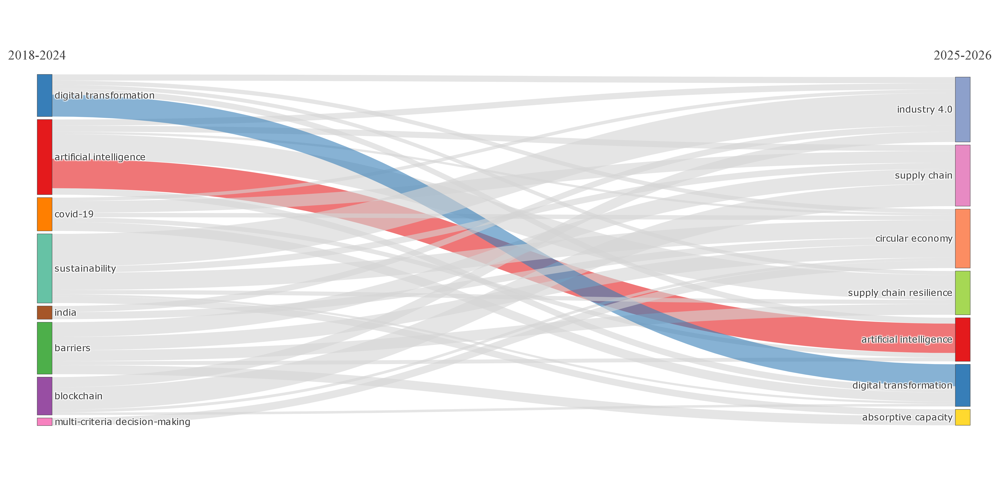 2018-2024
2025-2026
digital transformation
artificial intelligence
covid-19
sustainability
india
barriers
blockchain
multi-criteria decision-making
industry 4.0
supply chain
circular economy
supply chain resilience
artificial intelligence
digital transformation
absorptive capacity